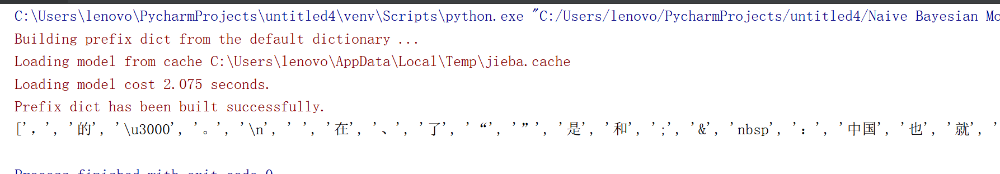 C:\Users\lenovo\PycharmProjects\untitled4\venv\Scripts\python.exe "C:/Users/lenovo/PycharmProjects/untitled4/Naive Bayesian
Building prefix dict from the default dictionary ...
Loading model from cache C:\Users\lenovo\AppData\Local\Temp\jieba.cache
Loading model cost 2.075 seconds.
Prefix dict has been built successfully.
['，', '的', '\u3000', '。', '\n', ' ', '在', '、', '了', '“', '”', '是', '和', ';', '&', 'nbsp', '：', '中国', '也', '就', '
Process finished with exit code 0